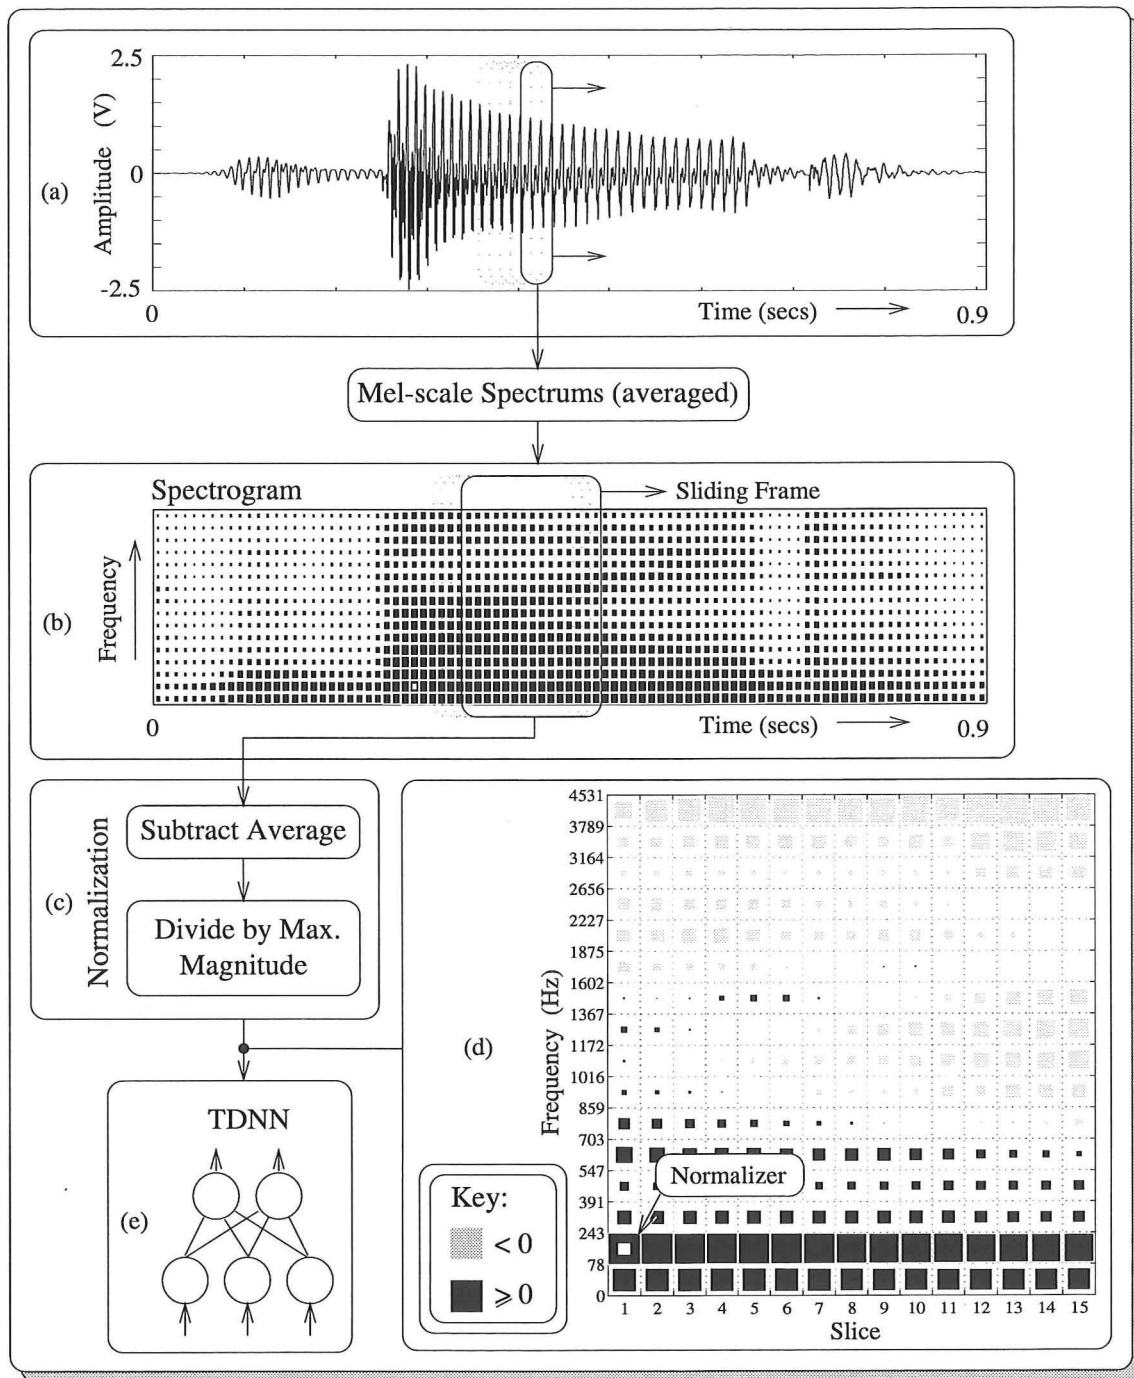 2.5
Amplitude (V)
0
(a)
-2.5
0
Time (secs)
0.9
Mel-scale Spectrums (averaged)
Spectrogram
Sliding Frame
Frequency
(b)
0
Time (secs)
0.9
Subtract Average
Normalization
(c)
Divide by Max.
Magnitude
TDNN
(e)
(d)
Frequency (Hz)
4531
3789
3164
2656
2227
1875
1602
1367
1172
1016
859
703
547
391
243
78
0
Normalizer
Key:
< 0
⩾ 0
1 2 3 4 5 6 7 8 9 10 11 12 13 14 15
Slice